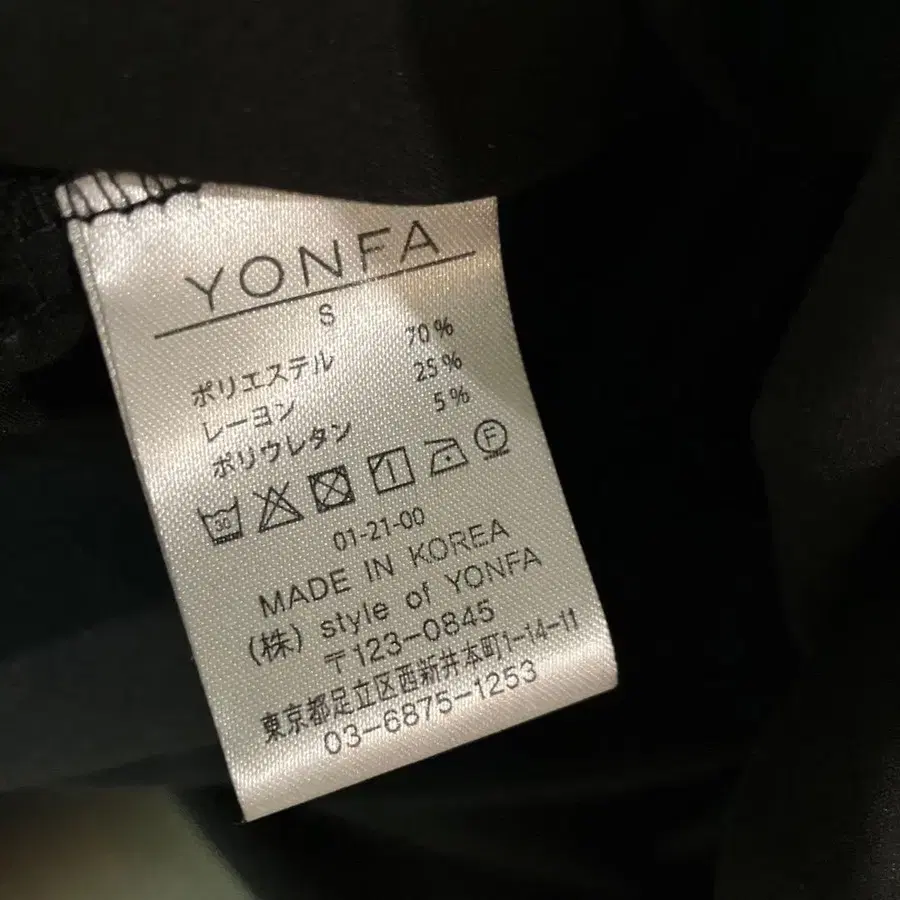 YONFA
S
ポリエステル 70%
レーヨン 25%
ポリウレタン 5%
30 F
01-21-00
MADE IN KOREA
(株) style of YONFA
〒123-0845
東京都足立区西新井本町1-14-11
03-6875-1253